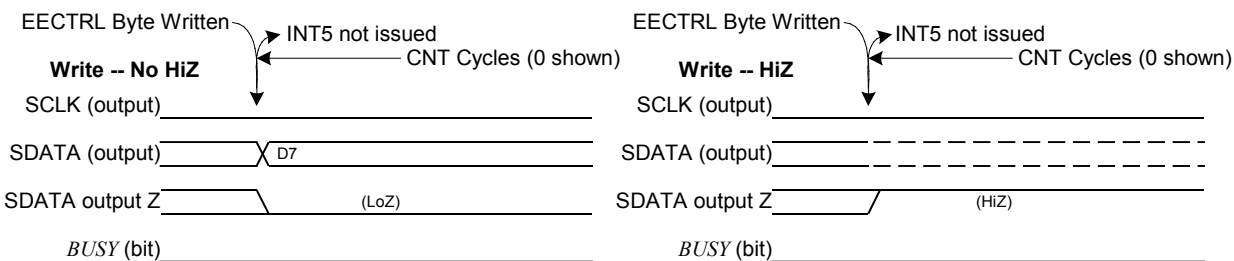 EECTRL Byte Written
INT5 not issued
CNT Cycles (0 shown)
Write -- No HiZ
SCLK (output)
SDATA (output)
D7
SDATA output Z
(LoZ)
BUSY (bit)
EECTRL Byte Written
INT5 not issued
CNT Cycles (0 shown)
Write -- HiZ
SCLK (output)
SDATA (output)
SDATA output Z
(HiZ)
BUSY (bit)